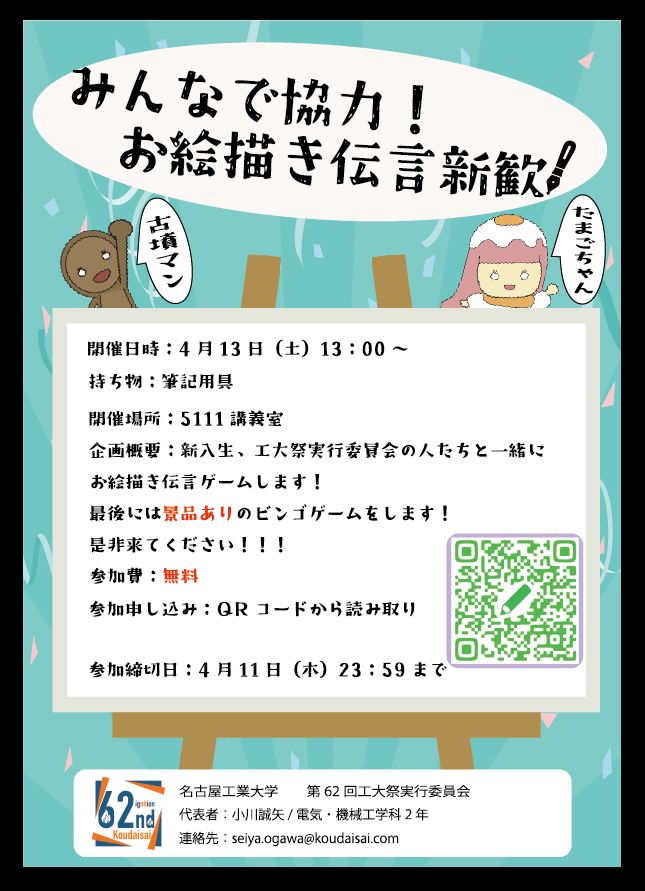 みんなで協力！
お絵描き伝言新歓！
古墳マン
たまごちゃん
開催日時：4月13日（土）13：00～
持ち物：筆記用具
開催場所：5111講義室
企画概要：新入生、工大祭実行委員会の人たちと一緒に
お絵描き伝言ゲームします！
最後には景品ありのビンゴゲームをします！
是非来てください！！！
参加費：無料
参加申し込み：QRコードから読み取り
参加締切日：4月11日（木）23：59まで
62nd
ignition
Koudaisai
名古屋工業大学　第62回工大祭実行委員会
代表者：小川誠矢/電気・機械工学科2年
連絡先：seiya.ogawa@koudaisai.com